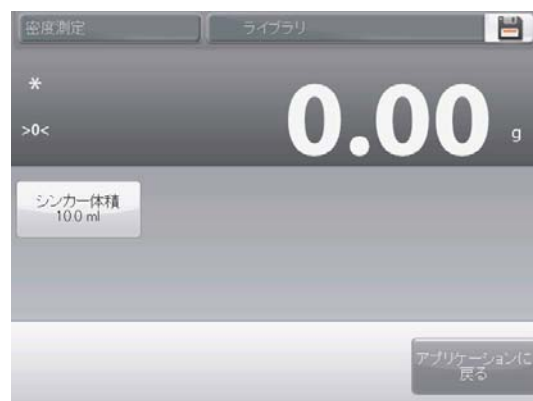 密度測定 ライブラリ
*
>0<
0.00 g
シンカー体積
10.0 ml
アプリケーションに
戻る